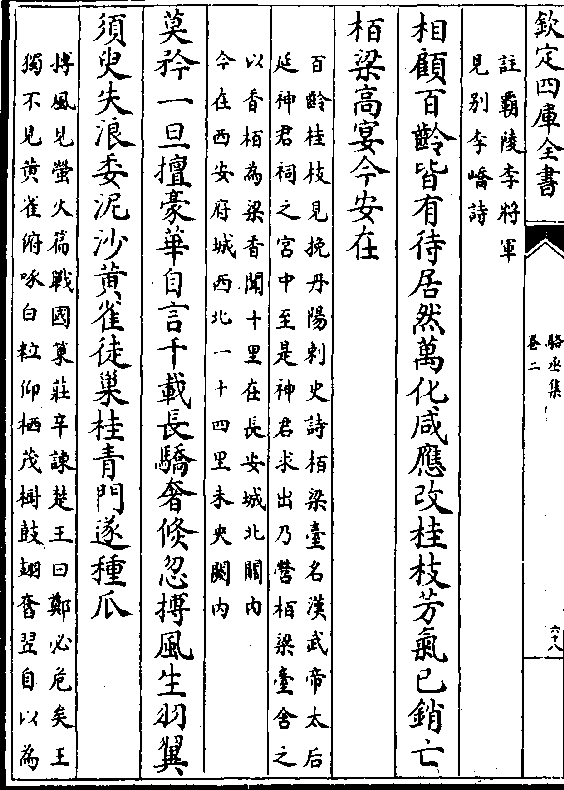 欽定四庫全書
駱丞集
卷二
六十八
註霸陵李將軍
見别李嶠詩
相顧百齡皆有待居然萬化咸應改桂枝芳氣已銷亡
栢梁高宴今安在
百齡桂枝見挽丹陽刺史詩栢梁臺名漢武帝太后
延神君祠之宫中至是神君求出乃營栢梁臺舍之
以香栢為梁香聞十里在長安城北闕内
今在西安府城西北一十四里未央闕内
莫矜一旦擅豪華自言千載長驕奢倏忽搏風生羽翼
須臾失浪委泥沙黄雀徒巢桂青門遂種瓜
搏風見螢火篇戰國策莊辛諫楚王曰鄭必危矣王
獨不見黄雀俯啄白粒仰栖茂樹鼓翅奮翌自以為